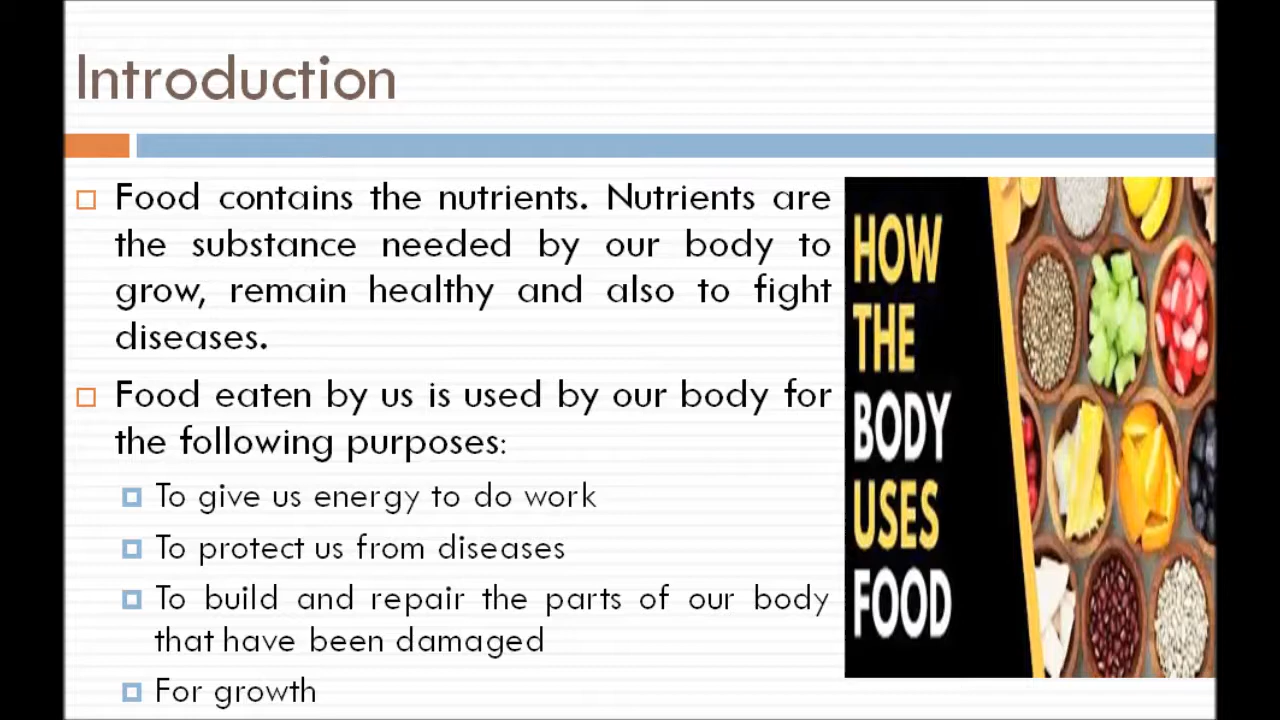 Introduction
Food contains the nutrients. Nutrients are
the substance needed by our body to
grow, remain healthy and also to fight
diseases.
Food eaten by us is used by our body for
the following purposes:
To give us energy to do work
To protect us from diseases
To build and repair the parts of our body
that have been damaged
For growth
HOW
THE
BODY
USES
FOOD